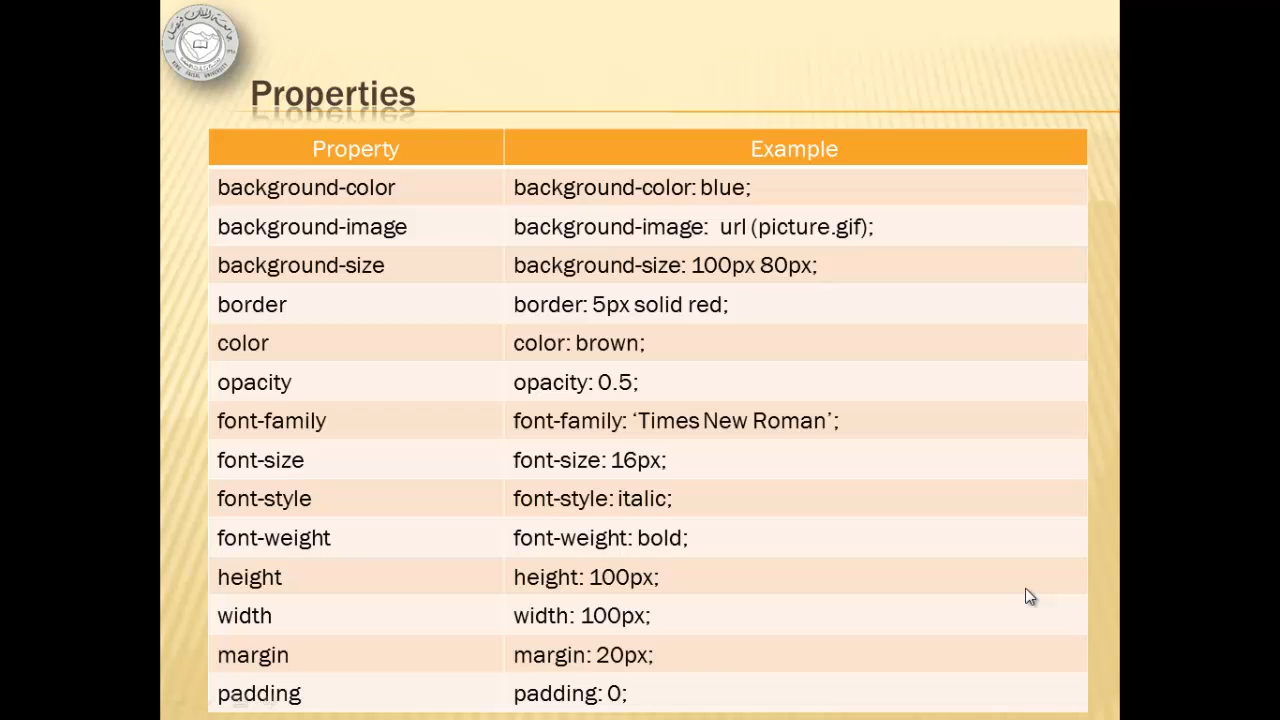 Properties
Property Example
background-color background-color: blue;
background-image background-image:  url (picture.gif);
background-size background-size: 100px 80px;
border border: 5px solid red;
color color: brown;
opacity opacity: 0.5;
font-family font-family: ‘Times New Roman’;
font-size font-size: 16px;
font-style font-style: italic;
font-weight font-weight: bold;
height height: 100px;
width width: 100px;
margin margin: 20px;
padding padding: 0;